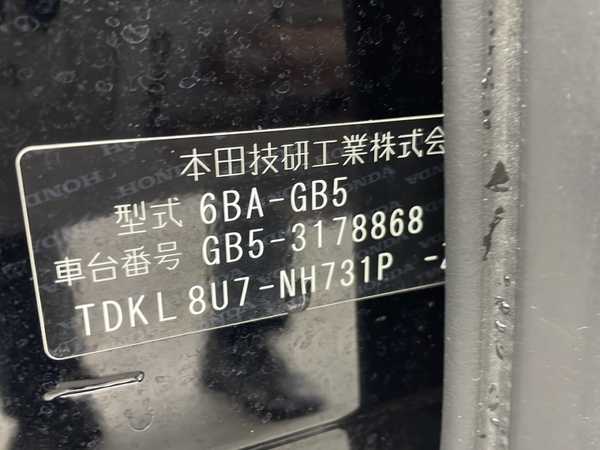 本田技研工業株式会
型式 6BA-GB5
車台番号 GB5-3178868
TDKL 8U7-NH731P -